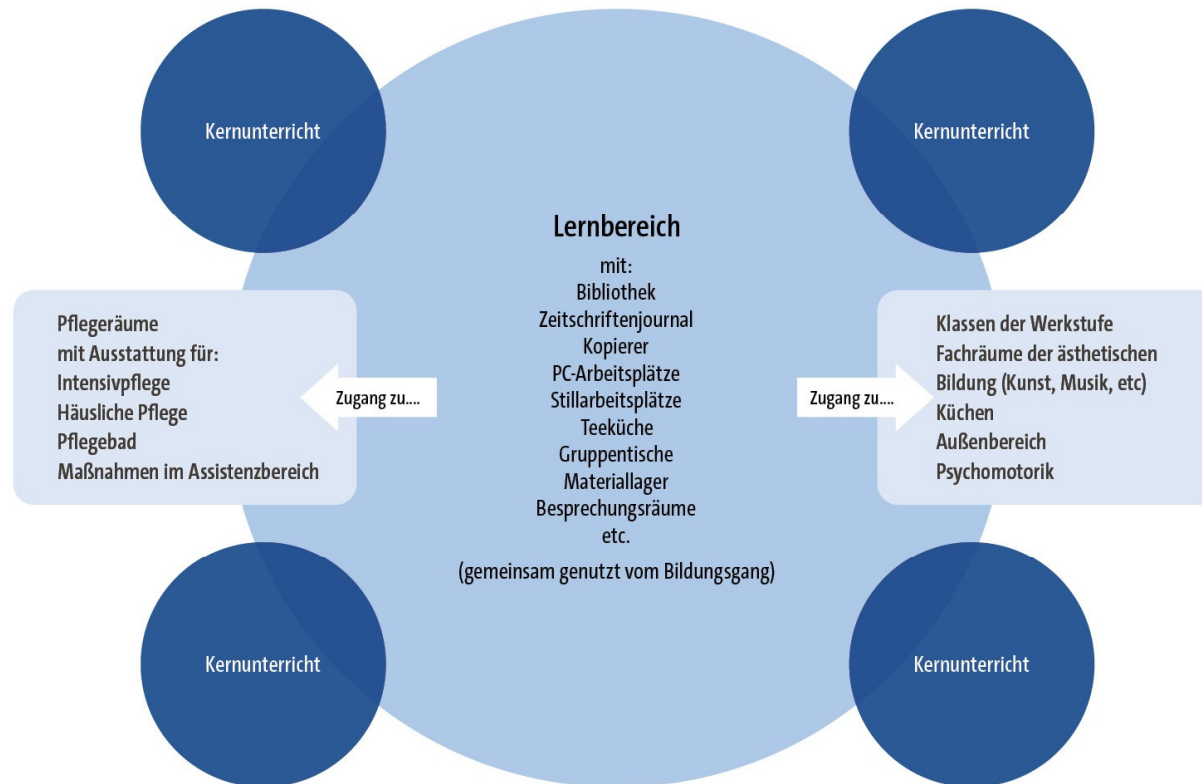 Kernunterricht
Kernunterricht
Lernbereich
mit:
Bibliothek
Zeitschriftenjournal
Kopierer
PC-Arbeitsplätze
Stillarbeitsplätze
Teeküche
Gruppentische
Materiallager
Besprechungsräume
etc.
(gemeinsam genutzt vom Bildungsgang)
Pflegeräume
mit Ausstattung für:
Intensivpflege
Häusliche Pflege
Pflegebad
Maßnahmen im Assistenzbereich
Zugang zu....
Zugang zu....
Klassen der Werkstufe
Fachräume der ästhetischen
Bildung (Kunst, Musik, etc)
Küchen
Außenbereich
Psychomotorik
Kernunterricht
Kernunterricht